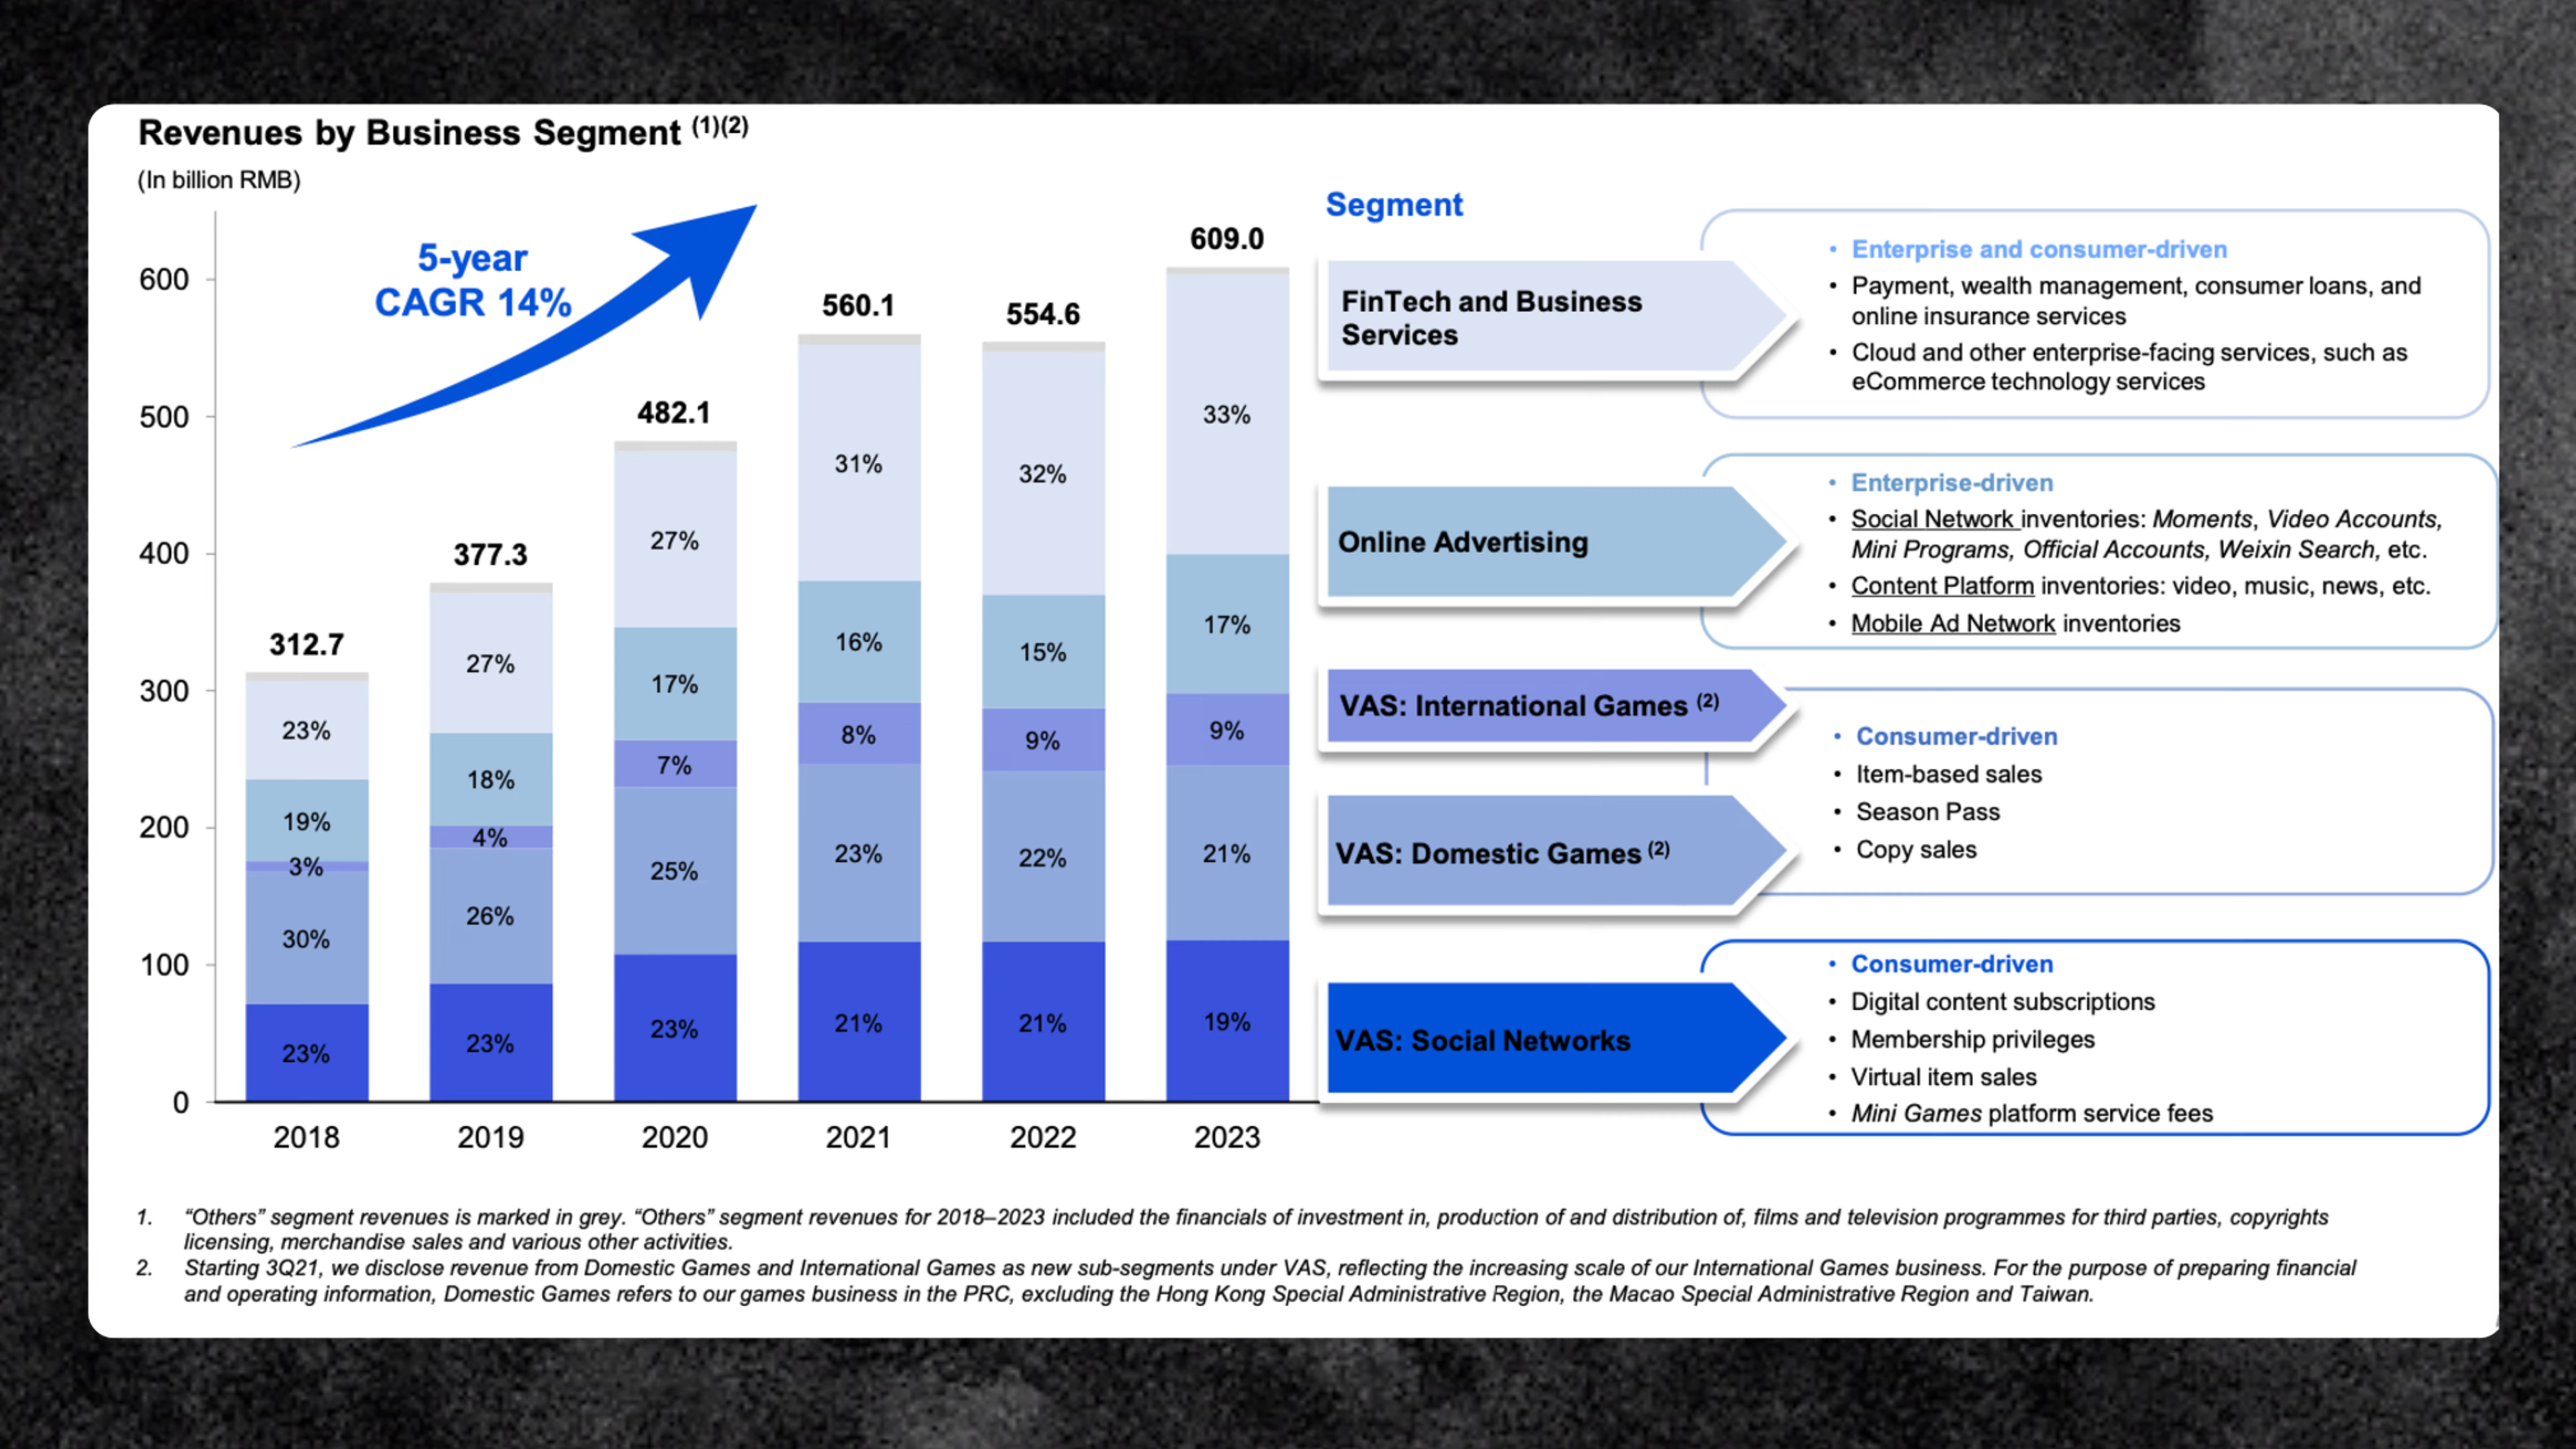 Revenues by Business Segment (1)(2)
(In billion RMB)
5-year
CAGR 14%
600
500
400
300
200
100
0
312.7
23%
19%
3%
30%
23%
2018
377.3
27%
18%
4%
26%
23%
2019
482.1
27%
17%
7%
25%
23%
2020
560.1
31%
16%
8%
23%
21%
2021
554.6
32%
15%
9%
22%
21%
2022
609.0
33%
17%
9%
21%
19%
2023
Segment
FinTech and Business
Services
• Enterprise and consumer-driven
• Payment, wealth management, consumer loans, and
online insurance services
• Cloud and other enterprise-facing services, such as
eCommerce technology services
Online Advertising
• Enterprise-driven
• Social Network inventories: Moments, Video Accounts,
Mini Programs, Official Accounts, Weixin Search, etc.
• Content Platform inventories: video, music, news, etc.
• Mobile Ad Network inventories
VAS: International Games (2)
VAS: Domestic Games (2)
• Consumer-driven
• Item-based sales
• Season Pass
• Copy sales
VAS: Social Networks
• Consumer-driven
• Digital content subscriptions
• Membership privileges
• Virtual item sales
• Mini Games platform service fees
1. “Others” segment revenues is marked in grey. “Others” segment revenues for 2018–2023 included the financials of investment in, production of and distribution of, films and television programmes for third parties, copyrights
licensing, merchandise sales and various other activities.
2. Starting 3Q21, we disclose revenue from Domestic Games and International Games as new sub-segments under VAS, reflecting the increasing scale of our International Games business. For the purpose of preparing financial
and operating information, Domestic Games refers to our games business in the PRC, excluding the Hong Kong Special Administrative Region, the Macao Special Administrative Region and Taiwan.